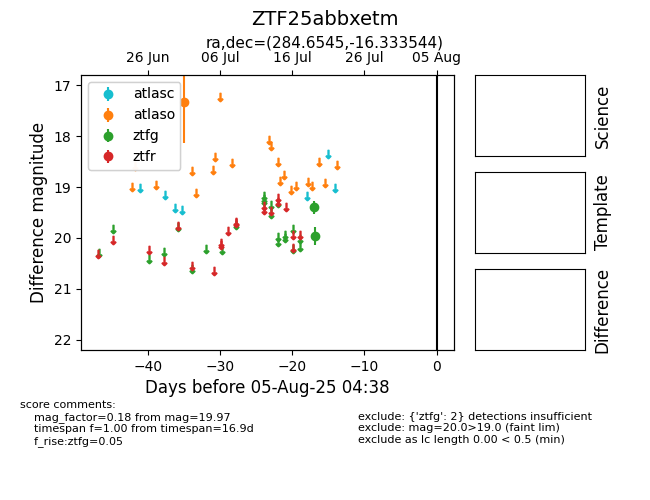 ZTF25abbxetm
ra,dec=(284.6545,-16.333544)
26 Jun 06 Jul 16 Jul 26 Jul 05 Aug
17
18
19
20
21
22
Difference magnitude
atlasc
atlaso
ztfg
ztfr
−40 −30 −20 −10 0
Days before 05-Aug-25 04:38
Science
Template
Difference
score comments:
mag_factor=0.18 from mag=19.97
timespan f=1.00 from timespan=16.9d
f_rise:ztfg=0.05
exclude: {'ztfg': 2} detections insufficient
exclude: mag=20.0>19.0 (faint lim)
exclude as lc length 0.00 < 0.5 (min)